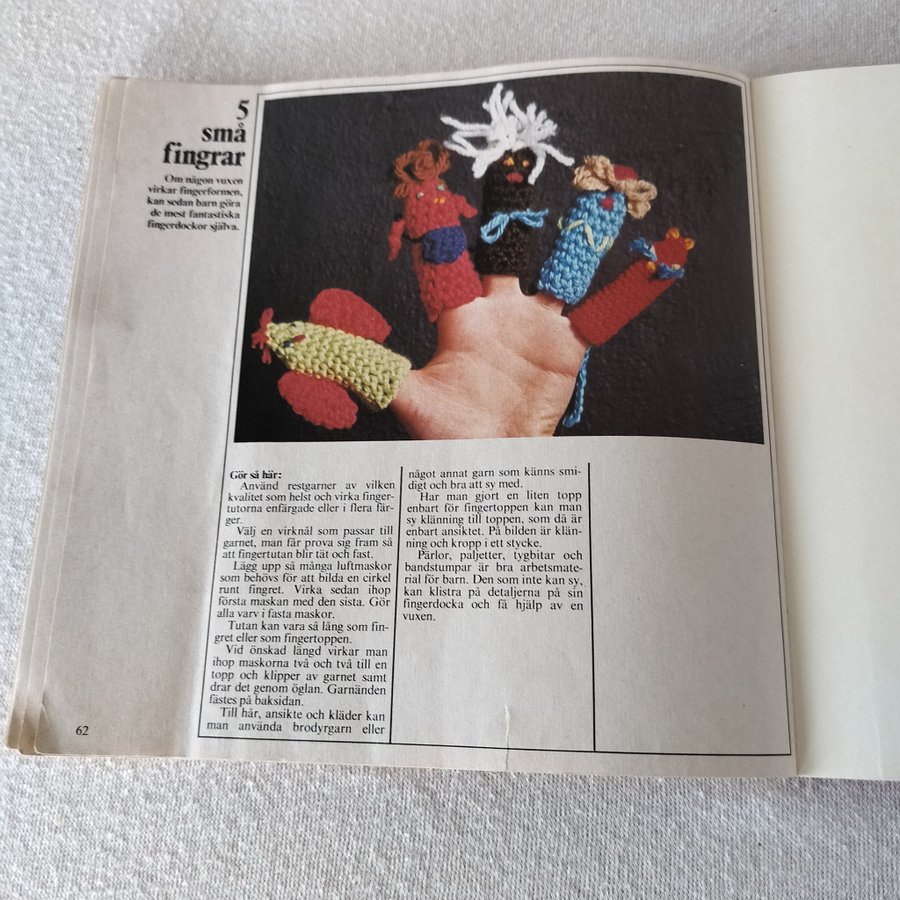 5
små
fingrar
Om någon vuxen
virkar fingerformen,
kan sedan barn göra
de mest fantastiska
fingerdockor själva.
Gör så här:
Använd restgarner av vilken
kvalitet som helst och virka finger-
tutorna enfärgade eller i flera fär-
ger.
Välj en virknål som passar till
garnet, man får prova sig fram så
att fingertutan blir tät och fast.
Lägg upp så många luftmaskor
som behövs för att bilda en cirkel
runt fingret. Virka sedan ihop
första maskan med den sista. Gör
alla varv i fasta maskor.
Tutan kan vara så lång som fin-
gret eller som fingertoppen.
Vid önskad längd virkar man
ihop maskorna två och två till en
topp och klipper av garnet samt
drar det genom öglan. Garnänden
fästes på baksidan.
Till hår, ansikte och kläder kan
man använda brodyrgarn eller
något annat garn som känns smi-
digt och bra att sy med.
Har man gjort en liten topp
enbart för fingertoppen kan man
sy klänning till toppen, som då är
enbart ansiktet. På bilden är klän-
ning och kropp i ett stycke.
Pärlor, paljetter, tygbitar och
bandstumpar är bra arbetsmate-
rial för barn. Den som inte kan sy,
kan klistra på detaljerna på sin
fingerdocka och få hjälp av en
vuxen.
62